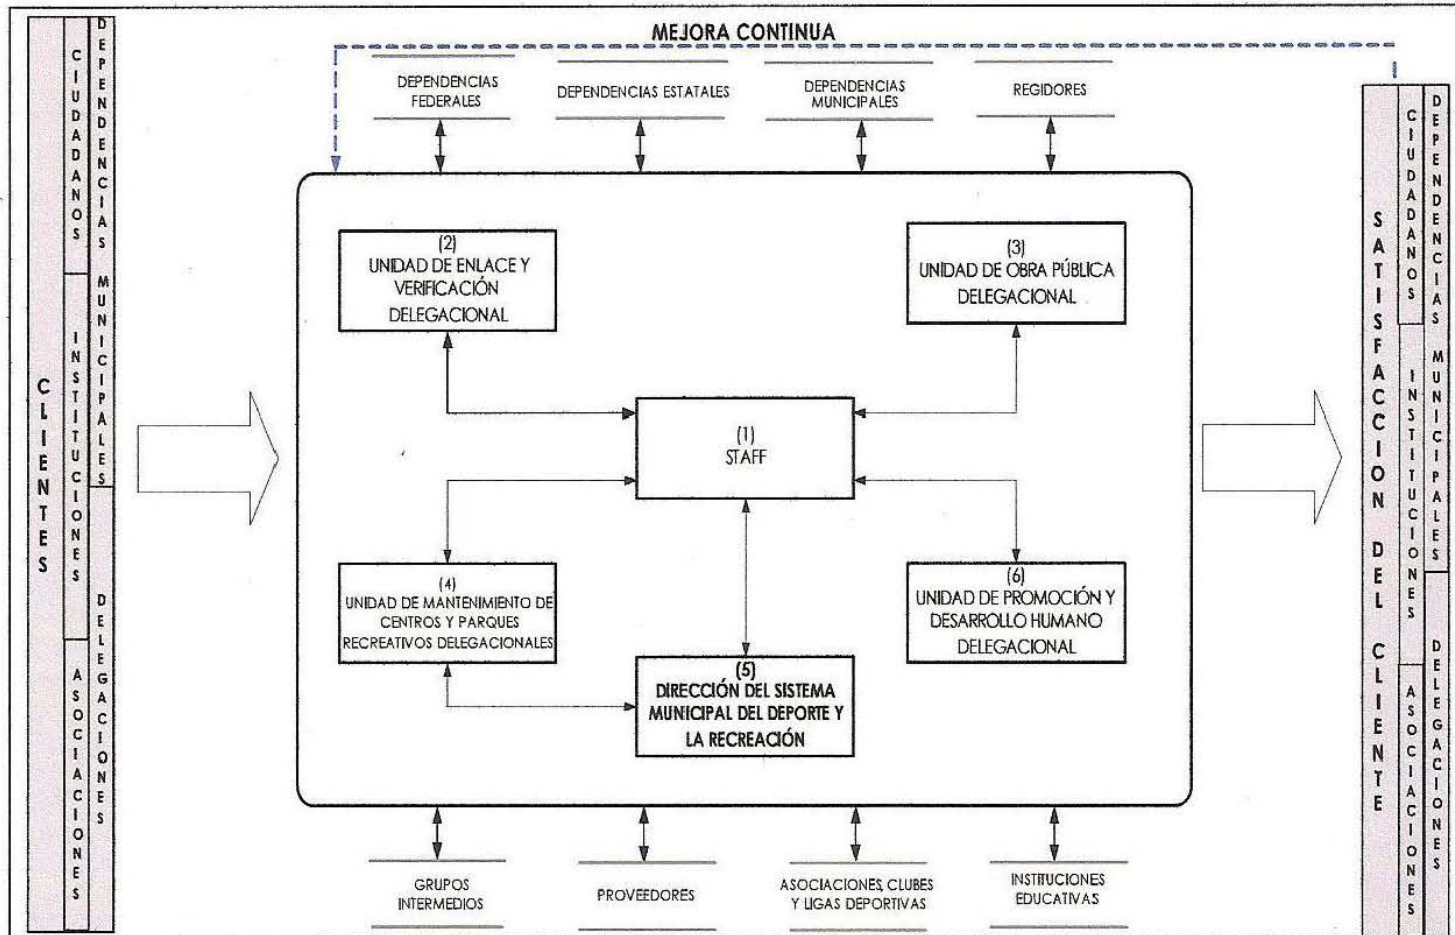 MEJORA CONTINUA
DEPENDENCIAS
FEDERALES
DEPENDENCIAS ESTATALES
DEPENDENCIAS
MUNICIPALES
REGIDORES
CLIENTES
CIUDADANOS
INSTITUCIONES
ASOCIACIONES
DEPENDENCIAS MUNICIPALES
DELEGACIONES
(2)
UNIDAD DE ENLACE Y
VERIFICACIÓN
DELEGACIONAL
(3)
UNIDAD DE OBRA PÚBLICA
DELEGACIONAL
(1)
STAFF
(4)
UNIDAD DE MANTENIMIENTO DE
CENTROS Y PARQUES
RECREATIVOS DELEGACIONALES
(5)
DIRECCIÓN DEL SISTEMA
MUNICIPAL DEL DEPORTE Y
LA RECREACIÓN
(6)
UNIDAD DE PROMOCIÓN Y
DESARROLLO HUMANO
DELEGACIONAL
SATISFACCION DEL CLIENTE
CIUDADANOS
INSTITUCIONES
ASOCIACIONES
DEPENDENCIAS MUNICIPALES
DELEGACIONES
GRUPOS
INTERMEDIOS
PROVEEDORES
ASOCIACIONES, CLUBES
Y LIGAS DEPORTIVAS
INSTITUCIONES
EDUCATIVAS